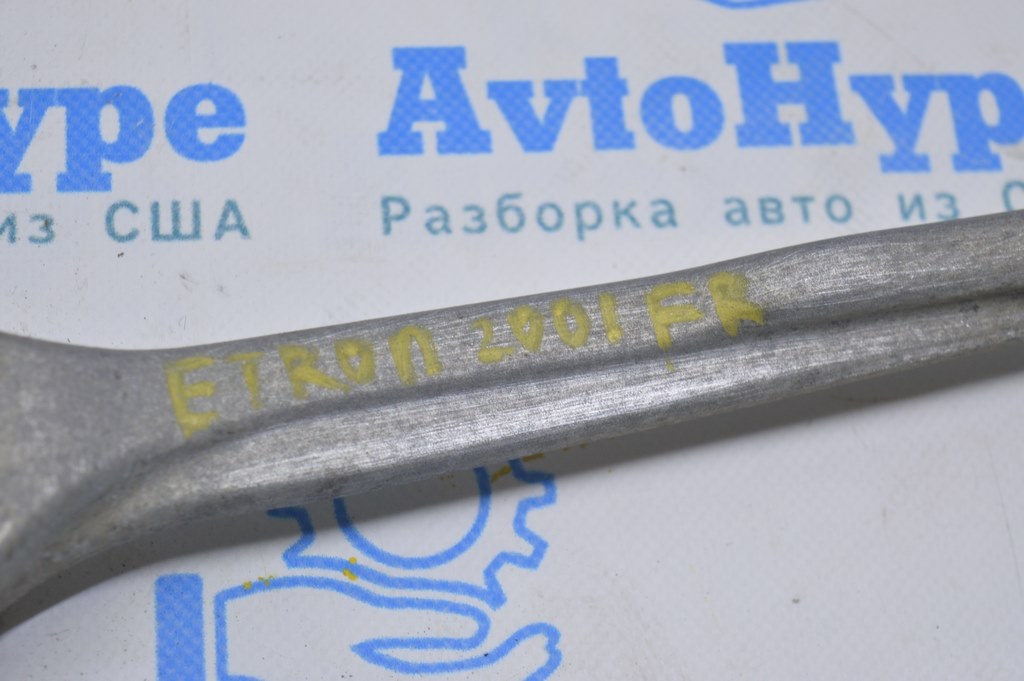 ype
AvtoHyp
из США
Разборка авто из С
ETRON 2001 FR